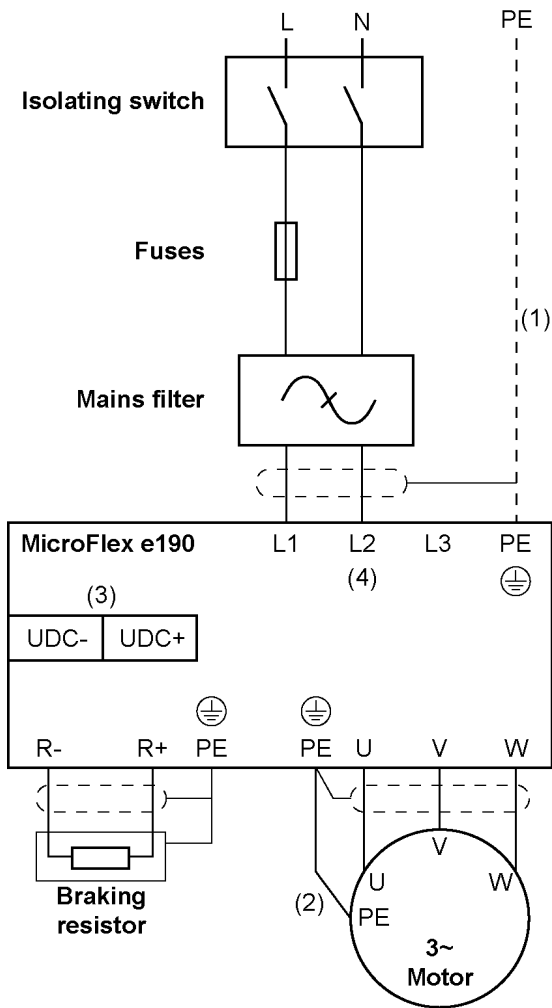 L N PE
Isolating switch
Fuses
(1)
Mains filter
MicroFlex e190 L1 L2 L3 PE
(4)
(3)
UDC- UDC+
R- R+ PE PE U V W
V
U W
Braking
resistor
(2)
PE
3~
Motor